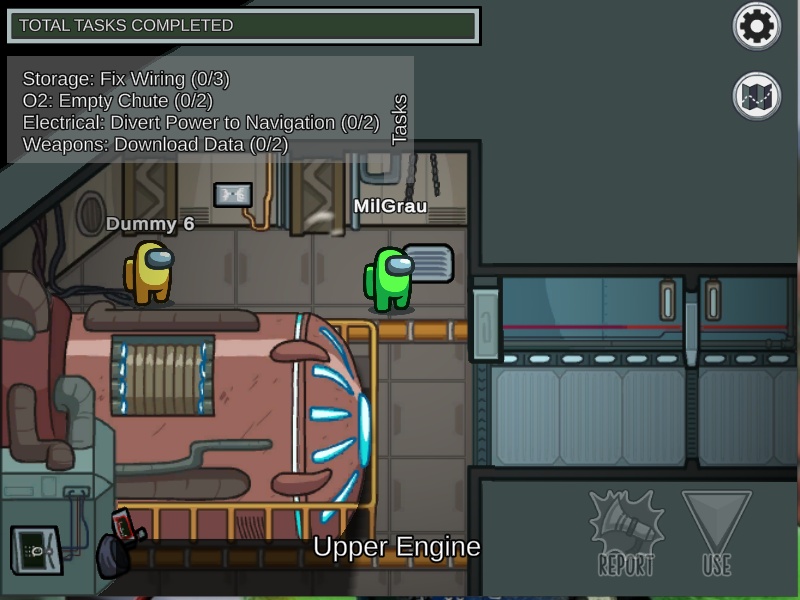 TOTAL TASKS COMPLETED
Storage: Fix Wiring (0/3)
O2: Empty Chute (0/2)
Electrical: Divert Power to Navigation (0/2)
Weapons: Download Data (0/2)
Tasks
MilGrau
Dummy 6
Upper Engine
REPORT
USE